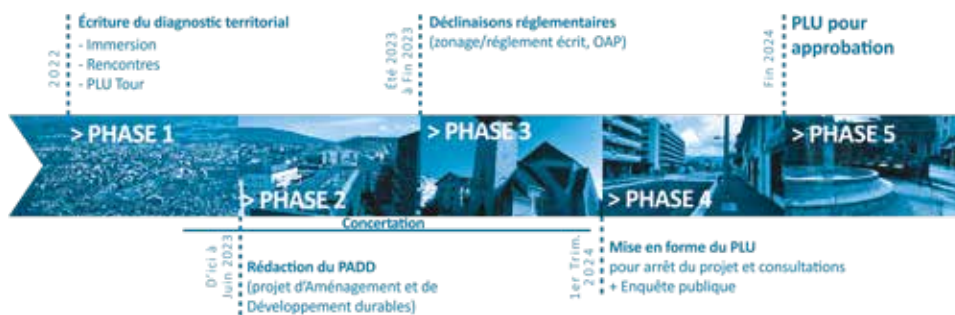 2022
Écriture du diagnostic territorial
- Immersion
- Rencontres
- PLU Tour
Été 2023
à Fin 2023
Déclinaisons réglementaires
(zonage/réglement écrit, OAP)
Fin 2024
PLU pour
approbation
> PHASE 1
> PHASE 2
> PHASE 3
> PHASE 4
> PHASE 5
Concertation
D'ici à
Juin 2023
Rédaction du PADD
(projet d'Aménagement et de
Développement durables)
1er Trim.
2024
Mise en forme du PLU
pour arrêt du projet et consultations
+ Enquête publique